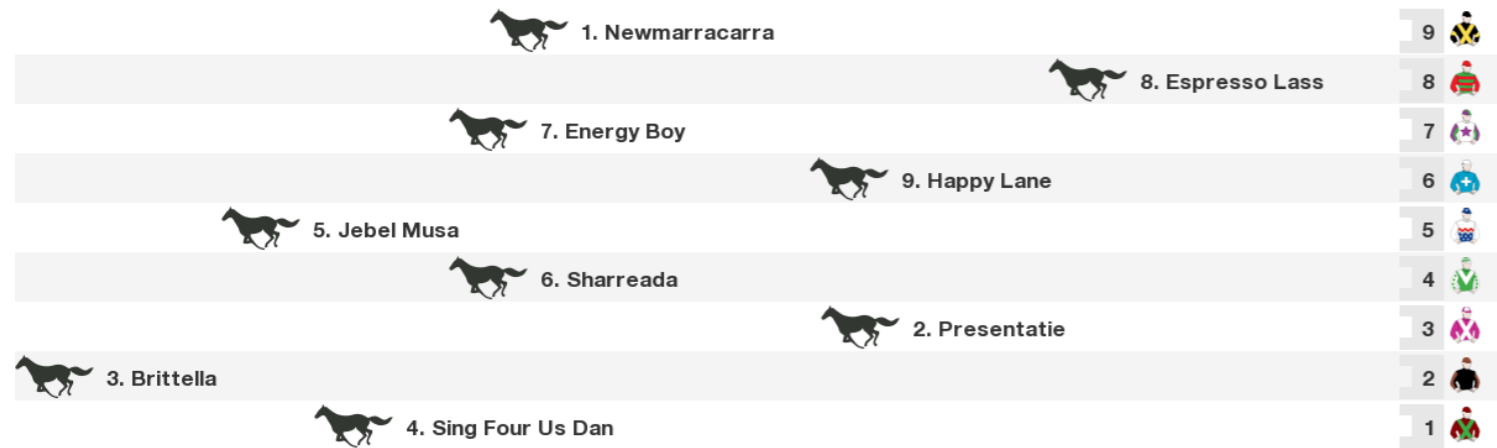 1. Newmarracarra 9
8. Espresso Lass 8
7. Energy Boy 7
9. Happy Lane 6
5. Jebel Musa 5
6. Sharreada 4
2. Presentatie 3
3. Brittella 2
4. Sing Four Us Dan 1